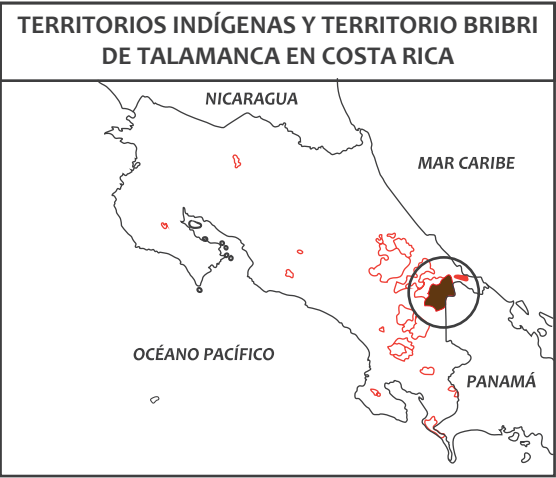 TERRITORIOS INDÍGENAS Y TERRITORIO BRIBRI
DE TALAMANCA EN COSTA RICA
NICARAGUA
MAR CARIBE
OCÉANO PACÍFICO
PANAMÁ